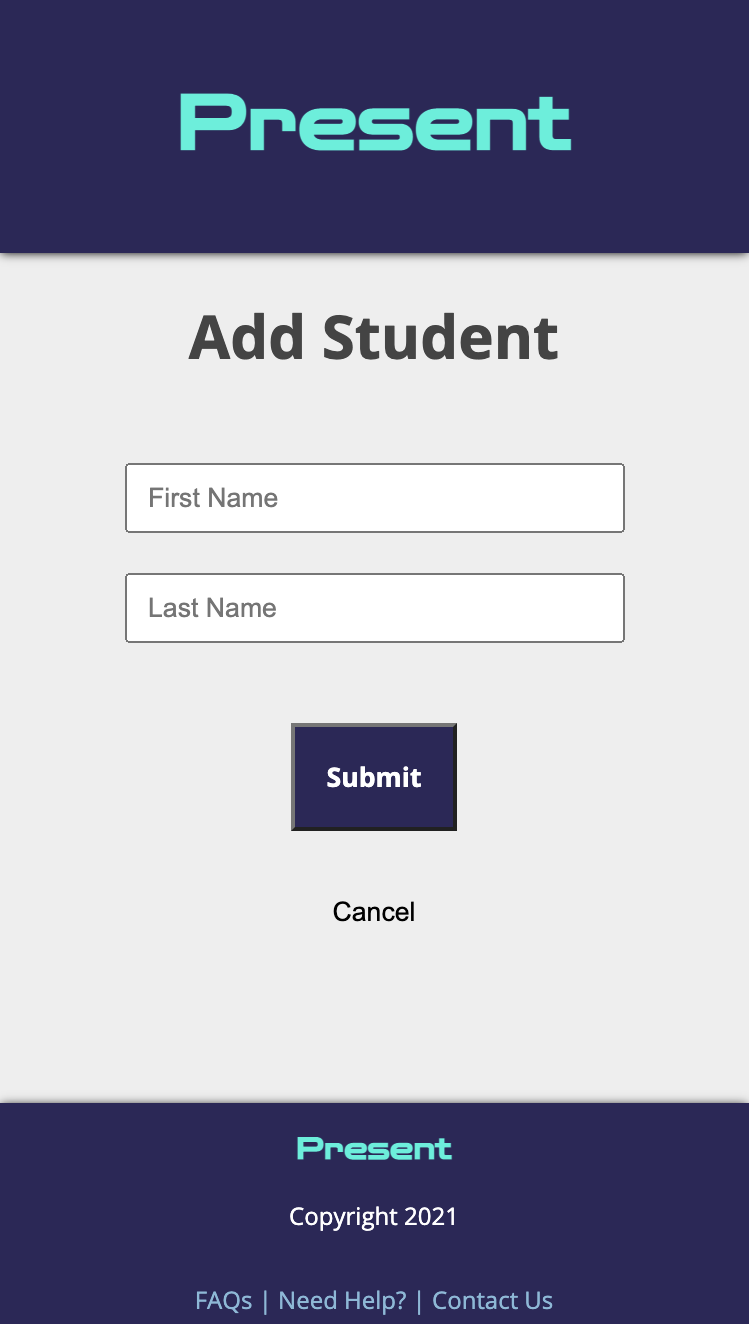 Present
Add Student
First Name
Last Name
Submit
Cancel
Present
Copyright 2021
FAQs | Need Help? | Contact Us